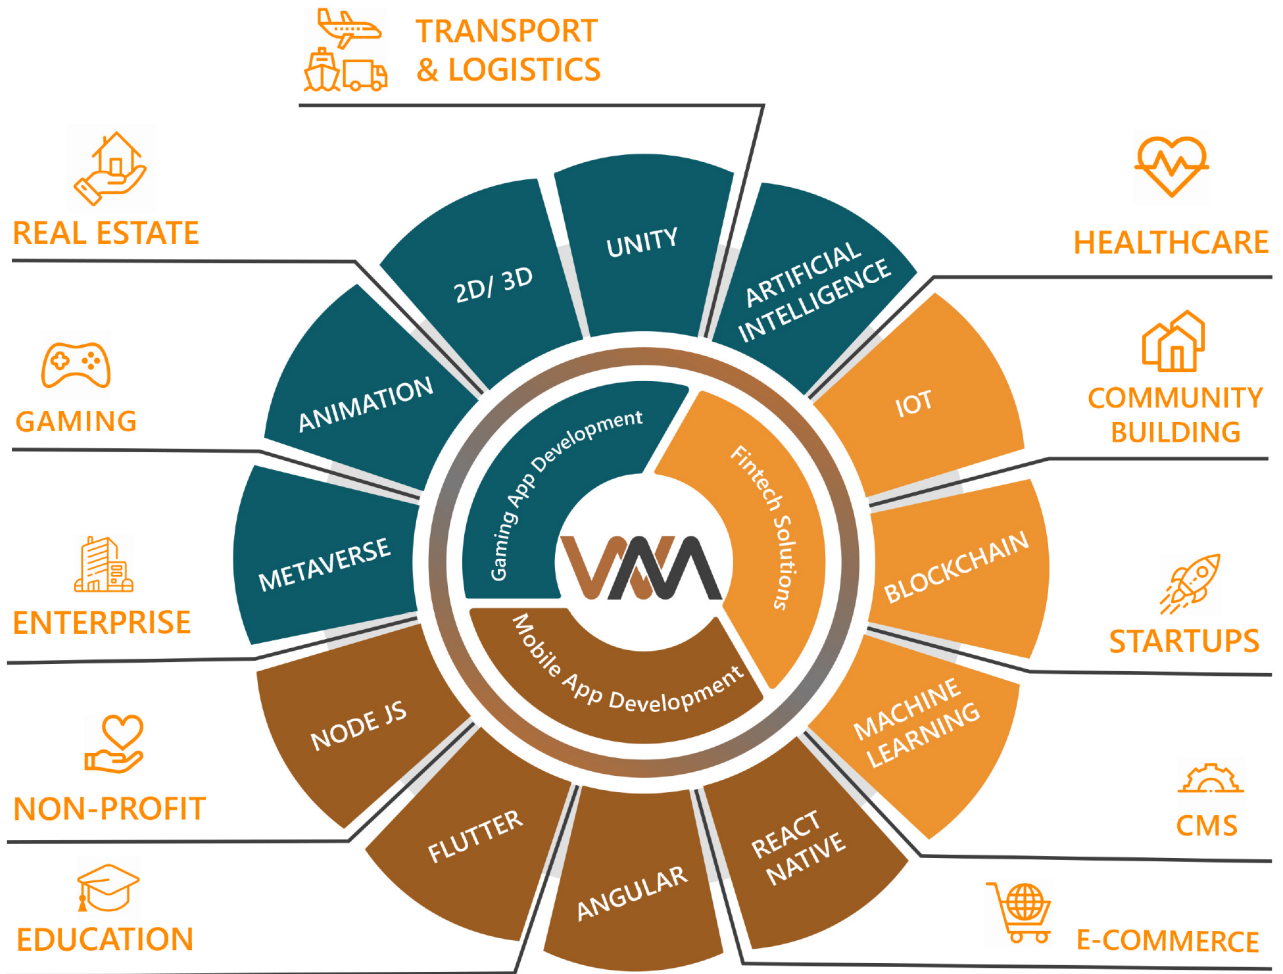 TRANSPORT
& LOGISTICS
REAL ESTATE
HEALTHCARE
GAMING
COMMUNITY
BUILDING
ENTERPRISE
STARTUPS
NON-PROFIT
CMS
EDUCATION
E-COMMERCE
UNITY
2D/ 3D
ARTIFICIAL
INTELLIGENCE
ANIMATION
IOT
METAVERSE
BLOCKCHAIN
NODE JS
MACHINE
LEARNING
FLUTTER
REACT
NATIVE
ANGULAR
Gaming App Development
Fintech Solutions
Mobile App Development